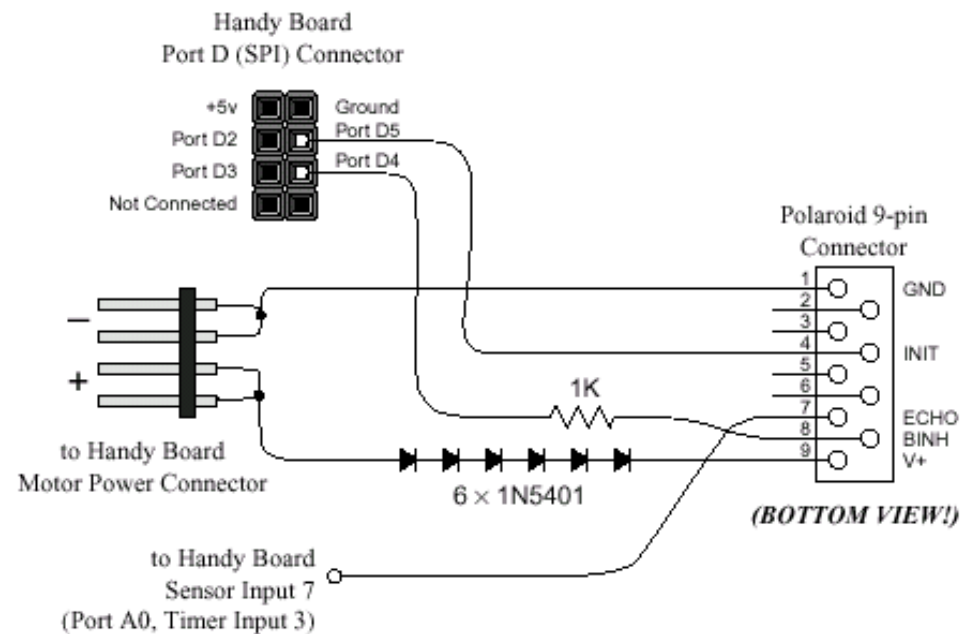 Handy Board
Port D (SPI) Connector
+5v
Ground
Port D2
Port D5
Port D3
Port D4
Not Connected
Polaroid 9-pin
Connector
1
GND
2
3
4
INIT
5
6
7
ECHO
8
BINH
9
V+
(BOTTOM VIEW!)
−
+
1K
6 × 1N5401
to Handy Board
Motor Power Connector
to Handy Board
Sensor Input 7
(Port A0, Timer Input 3)